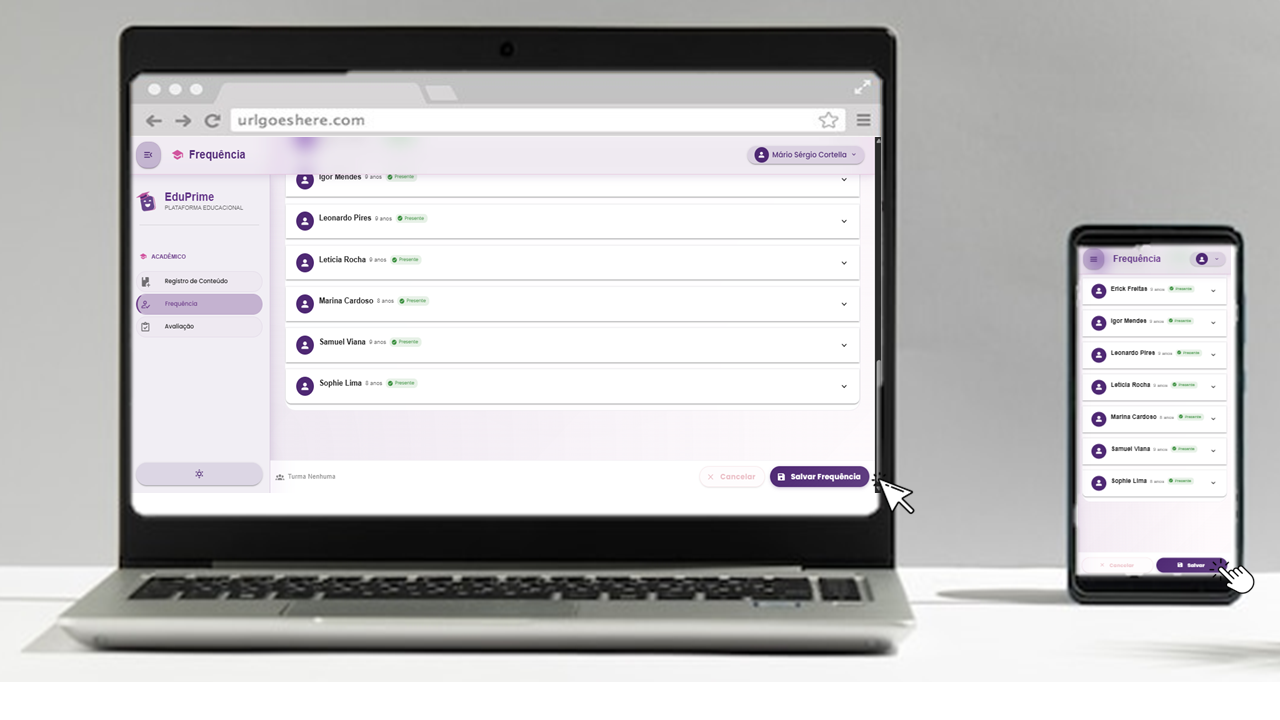 urlgoeshere.com
Frequência
Mário Sérgio Cortella
EduPrime
PLATAFORMA EDUCACIONAL
ACADÊMICO
Registro de Conteúdo
Frequência
Avaliação
Igor Mendes 9 anos Presente
Leonardo Pires 9 anos Presente
Leticia Rocha 9 anos Presente
Marina Cardoso 8 anos Presente
Samuel Viana 9 anos Presente
Sophie Lima 8 anos Presente
Turma Nenhuma
Cancelar
Salvar Frequência
Frequência
Erick Freitas 9 anos Presente
Igor Mendes 9 anos Presente
Leonardo Pires 9 anos Presente
Leticia Rocha 9 anos Presente
Marina Cardoso 8 anos Presente
Samuel Viana 9 anos Presente
Sophie Lima 8 anos Presente
Cancelar
Salvar